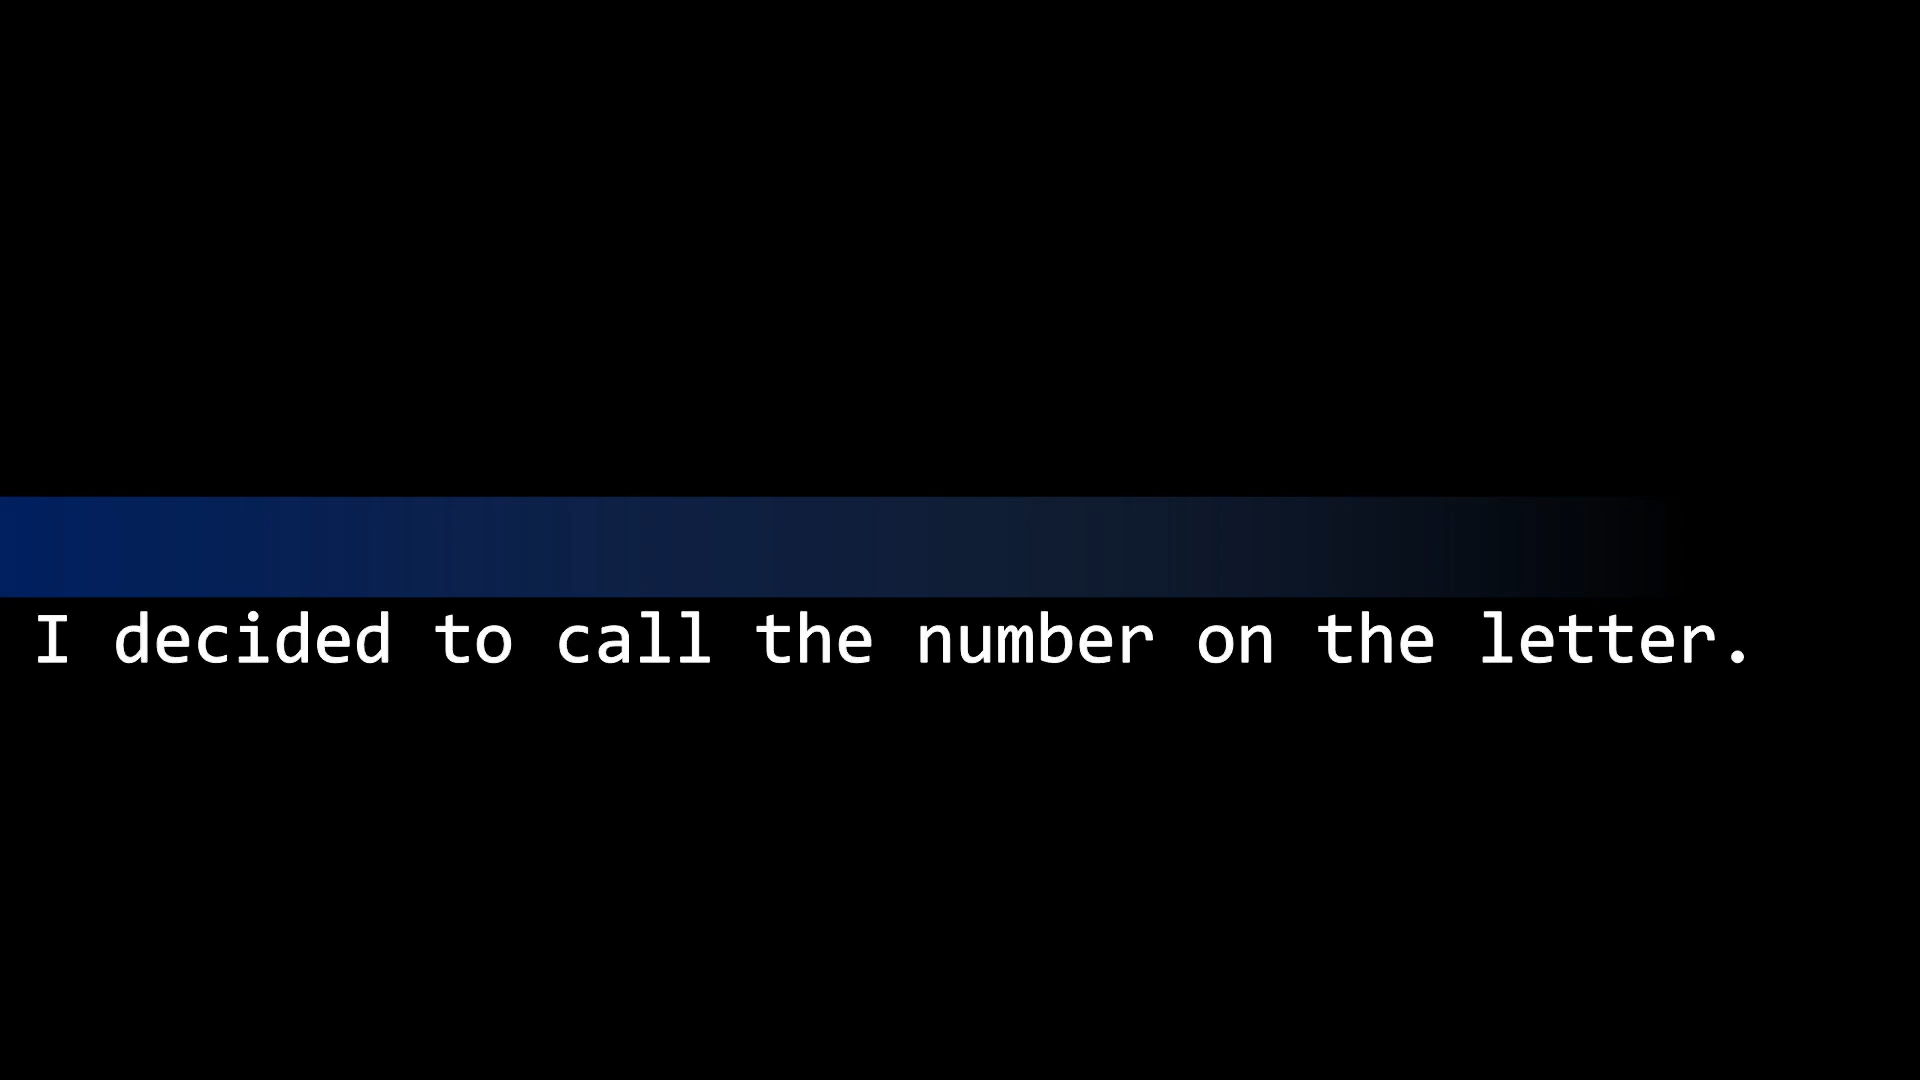 I decided to call the number on the letter.